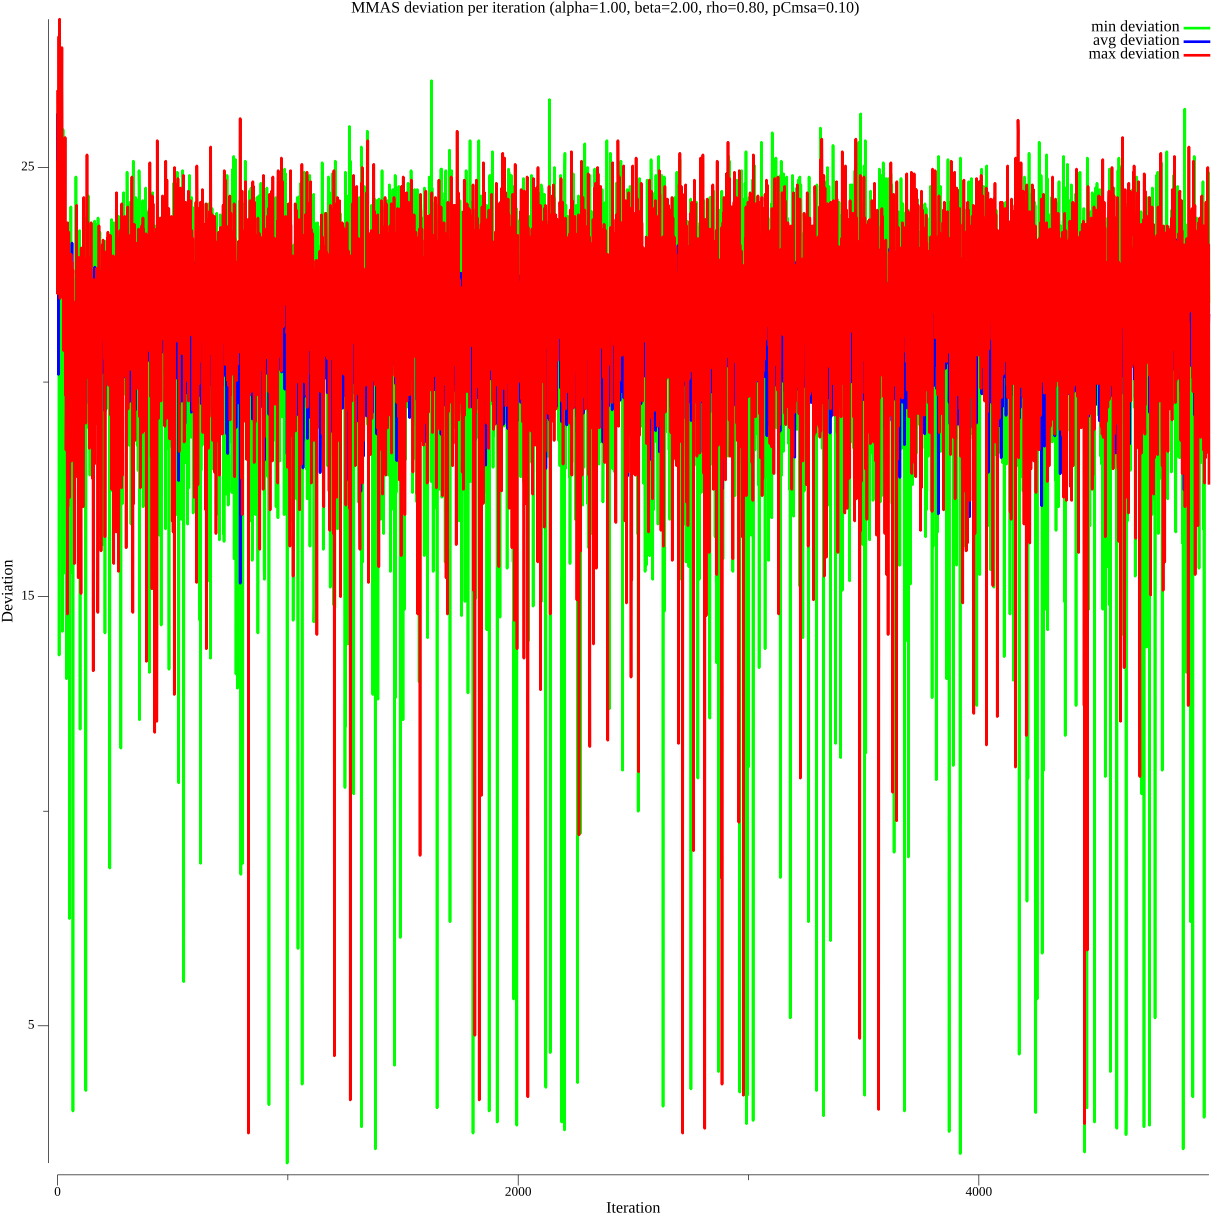 MMAS deviation per iteration (alpha=1.00, beta=2.00, rho=0.80, pCmsa=0.10)
min deviation
avg deviation
max deviation
25
15
5
Deviation
0
2000
4000
Iteration